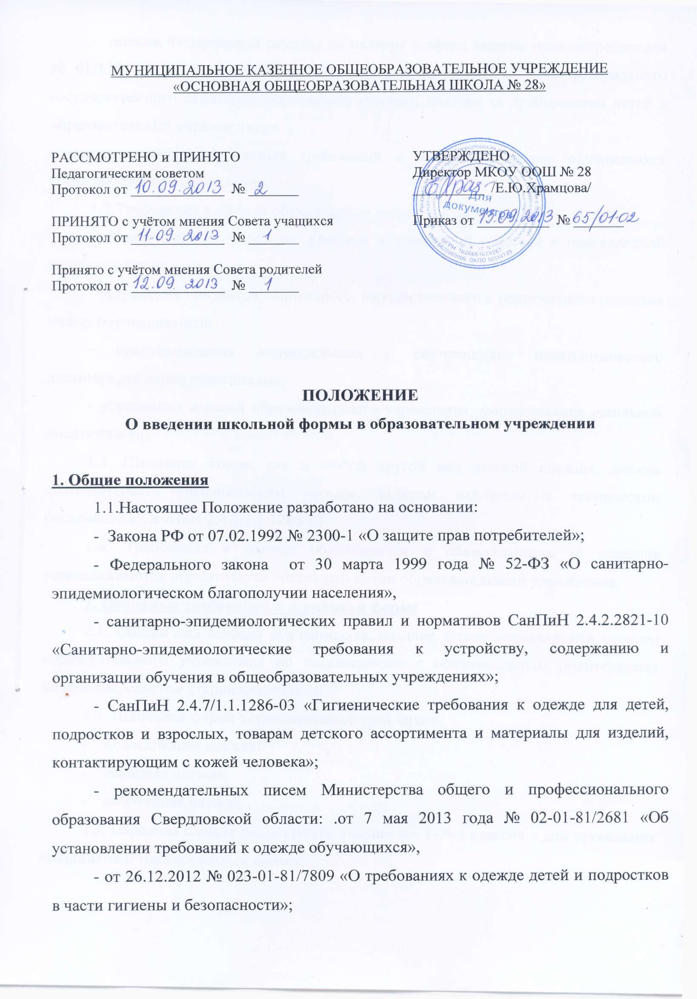 МУНИЦИПАЛЬНОЕ КАЗЕННОЕ ОБЩЕОБРАЗОВАТЕЛЬНОЕ УЧРЕЖДЕНИЕ
«ОСНОВНАЯ ОБЩЕОБРАЗОВАТЕЛЬНАЯ ШКОЛА № 28»
РАССМОТРЕНО и ПРИНЯТО
Педагогическим советом
Протокол от 10.09.2013 № 2
ПРИНЯТО с учётом мнения Совета учащихся
Протокол от 11.09.2013 № 1
Принято с учётом мнения Совета родителей
Протокол от 12.09.2013 № 1
УТВЕРЖДЕНО
Директор МКОУ ООШ № 28
/Е.Ю.Храмцова/
Приказ от 13.09.2013 № 65/01-02
Для
документов
ОГРН 1026601689267
ИНН 6628009006 ОКПО 50314749
ПОЛОЖЕНИЕ
О введении школьной формы в образовательном учреждении
1. Общие положения
1.1.Настоящее Положение разработано на основании:
- Закона РФ от 07.02.1992 № 2300-1 «О защите прав потребителей»;
- Федерального закона от 30 марта 1999 года № 52-ФЗ «О санитарно-
эпидемиологическом благополучии населения»,
- санитарно-эпидемиологических правил и нормативов СанПиН 2.4.2.2821-10
«Санитарно-эпидемиологические требования к устройству, содержанию и
организации обучения в общеобразовательных учреждениях»;
- СанПиН 2.4.7/1.1.1286-03 «Гигиенические требования к одежде для детей,
подростков и взрослых, товарам детского ассортимента и материалы для изделий,
контактирующим с кожей человека»;
- рекомендательных писем Министерства общего и профессионального
образования Свердловской области: .от 7 мая 2013 года № 02-01-81/2681 «Об
установлении требований к одежде обучающихся»,
- от 26.12.2012 № 023-01-81/7809 «О требованиях к одежде детей и подростков
в части гигиены и безопасности»;